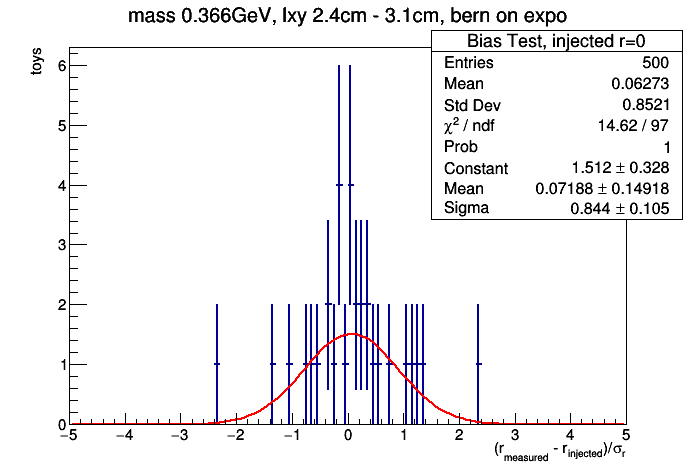 mass 0.366GeV, lxy 2.4cm - 3.1cm, bern on expo
Bias Test, injected r=0
Entries 500
Mean 0.06273
Std Dev 0.8521
χ² / ndf 14.62 / 97
Prob 1
Constant 1.512 ± 0.328
Mean 0.07188 ± 0.14918
Sigma 0.844 ± 0.105
toys
6
5
4
3
2
1
0
−5 −4 −3 −2 −1 0 1 2 3 4 5
(r_measured - r_injected)/σ_r